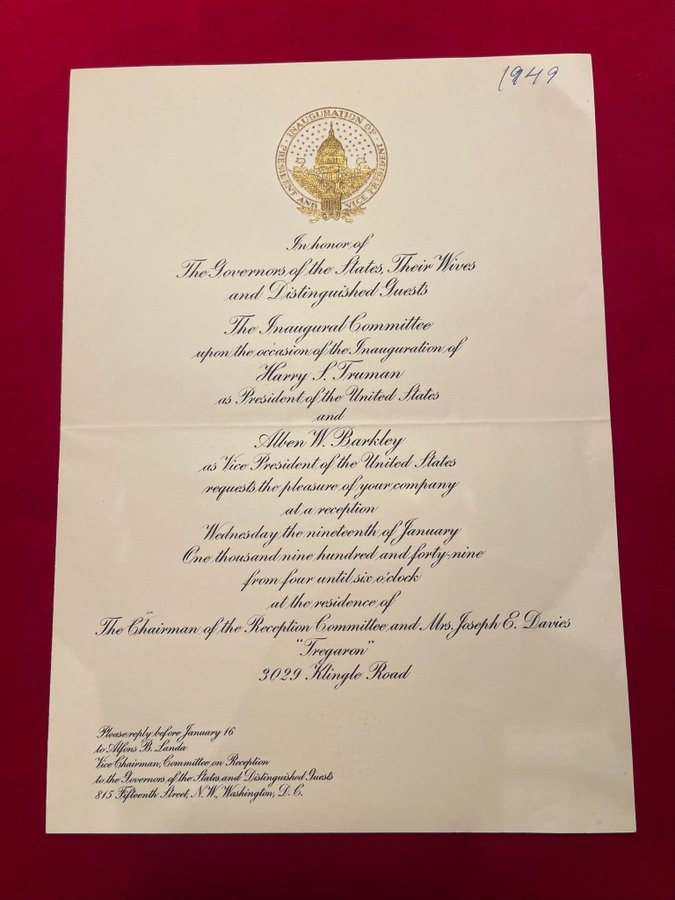 1949
· INAUGURATION OF · PRESIDENT AND VICE PRESIDENT
In honor of
The Governors of the States, Their Wives
and Distinguished Guests
The Inaugural Committee
upon the occasion of the Inauguration of
Harry S. Truman
as President of the United States
and
Alben W. Barkley
as Vice President of the United States
requests the pleasure of your company
at a reception
Wednesday the nineteenth of January
One thousand nine hundred and forty-nine
from four until six o'clock
at the residence of
The Chairman of the Reception Committee and Mrs. Joseph E. Davies
"Tregaron"
3029 Klingle Road
Please reply before January 16
to Alfons B. Landa
Vice Chairman, Committee on Reception
to the Governors of the States and Distinguished Guests
815 Fifteenth Street, N.W., Washington, D.C.